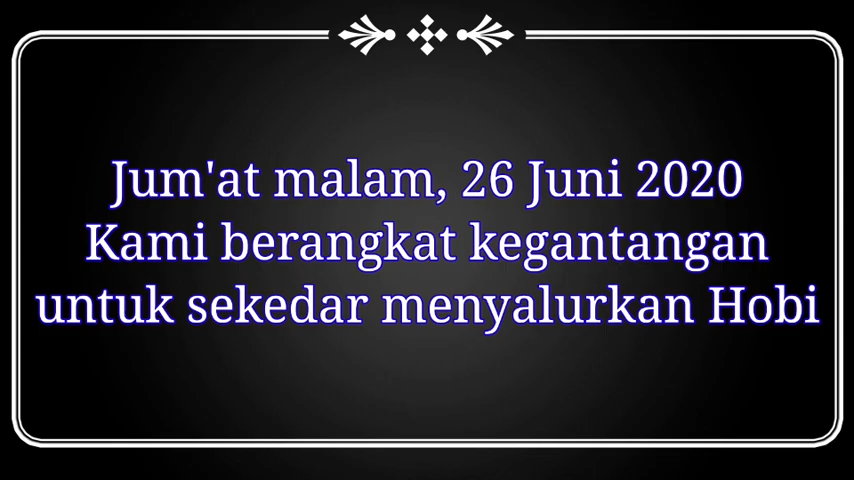 Jum'at malam, 26 Juni 2020
Kami berangkat kegantangan
untuk sekedar menyalurkan Hobi